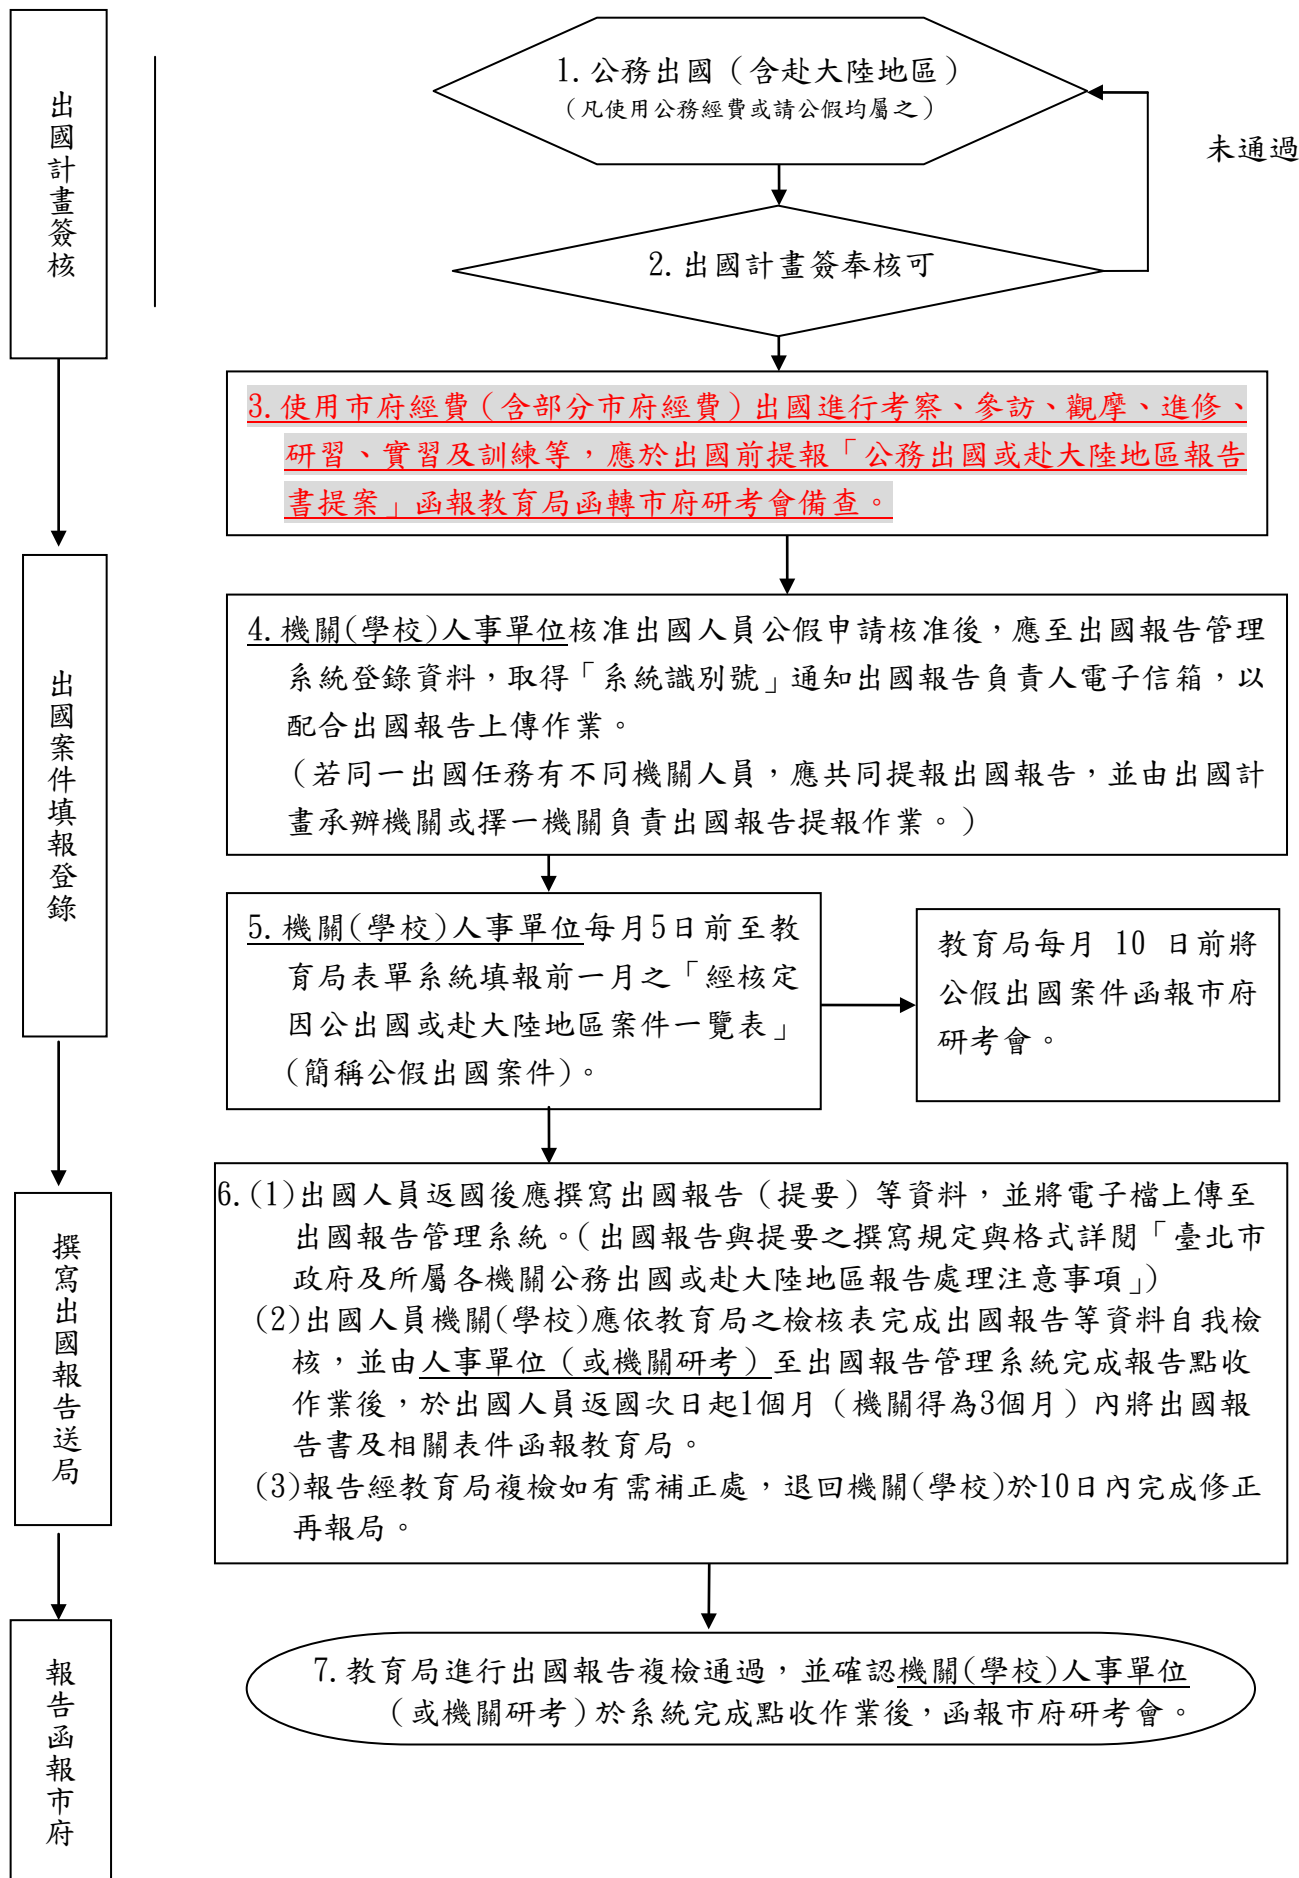 出國計畫簽核
1.公務出國（含赴大陸地區）
（凡使用公務經費或請公假均屬之）
未通過
2.出國計畫簽奉核可
3.使用市府經費（含部分市府經費）出國進行考察、參訪、觀摩、進修、
研習、實習及訓練等，應於出國前提報「公務出國或赴大陸地區報告
書提案」函報教育局函轉市府研考會備查。
出國案件填報登錄
4.機關(學校)人事單位核准出國人員公假申請核准後，應至出國報告管理
系統登錄資料，取得「系統識別號」通知出國報告負責人電子信箱，以
配合出國報告上傳作業。
（若同一出國任務有不同機關人員，應共同提報出國報告，並由出國計
畫承辦機關或擇一機關負責出國報告提報作業。）
5.機關(學校)人事單位每月5日前至教
育局表單系統填報前一月之「經核定
因公出國或赴大陸地區案件一覽表」
(簡稱公假出國案件)。
教育局每月 10 日前將
公假出國案件函報市府
研考會。
撰寫出國報告送局
6.(1)出國人員返國後應撰寫出國報告（提要）等資料，並將電子檔上傳至
出國報告管理系統。(出國報告與提要之撰寫規定與格式詳閱「臺北市
政府及所屬各機關公務出國或赴大陸地區報告處理注意事項」)
(2)出國人員機關(學校)應依教育局之檢核表完成出國報告等資料自我檢
核，並由人事單位（或機關研考）至出國報告管理系統完成報告點收
作業後，於出國人員返國次日起1個月（機關得為3個月）內將出國報
告書及相關表件函報教育局。
(3)報告經教育局複檢如有需補正處，退回機關(學校)於10日內完成修正
再報局。
報告函報市府
7.教育局進行出國報告複檢通過，並確認機關(學校)人事單位
（或機關研考)於系統完成點收作業後，函報市府研考會。